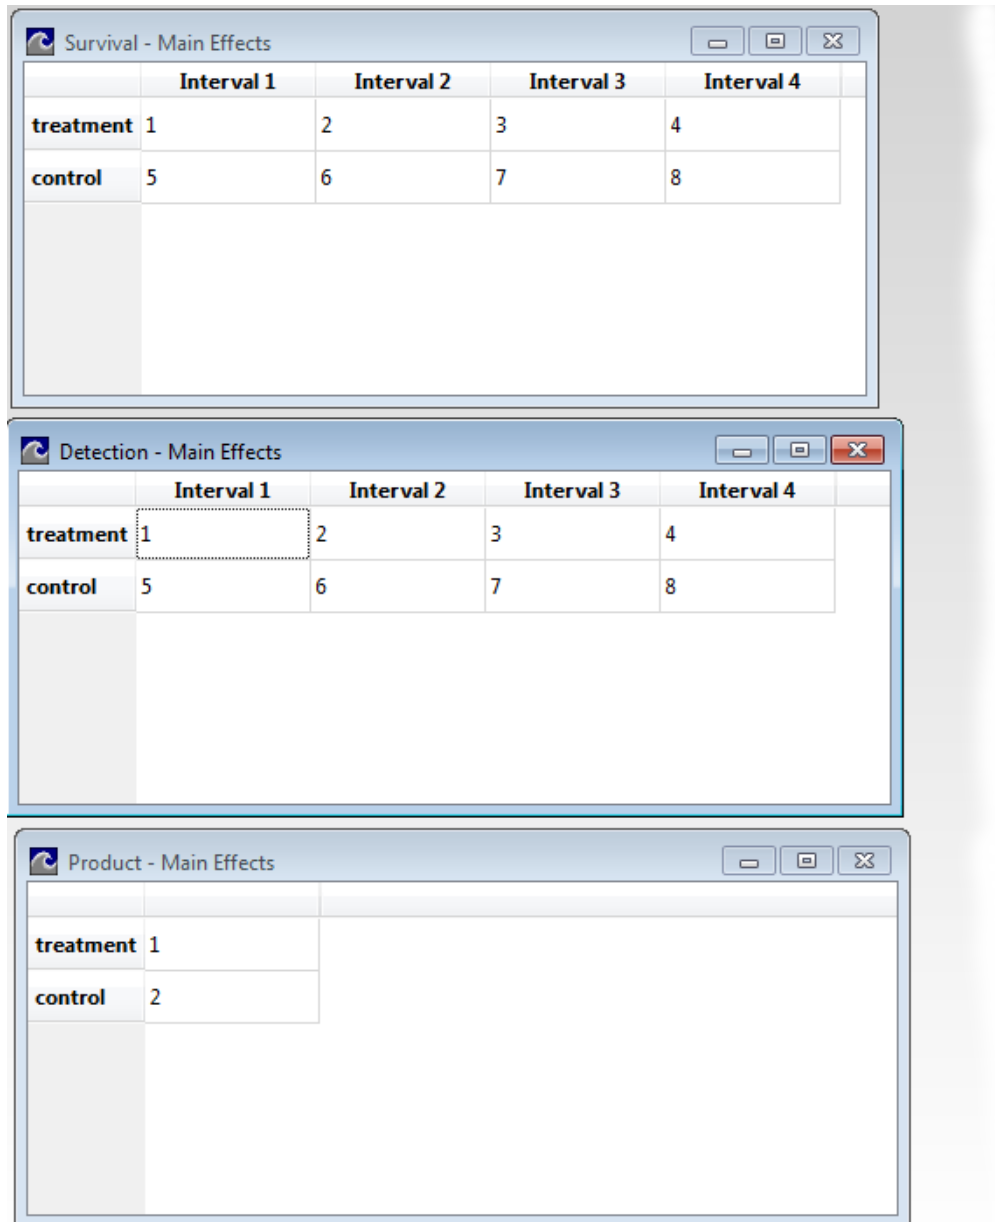 Survival - Main Effects
Interval 1 Interval 2 Interval 3 Interval 4
treatment 1 2 3 4
control 5 6 7 8
Detection - Main Effects
Interval 1 Interval 2 Interval 3 Interval 4
treatment 1 2 3 4
control 5 6 7 8
Product - Main Effects
treatment 1
control 2